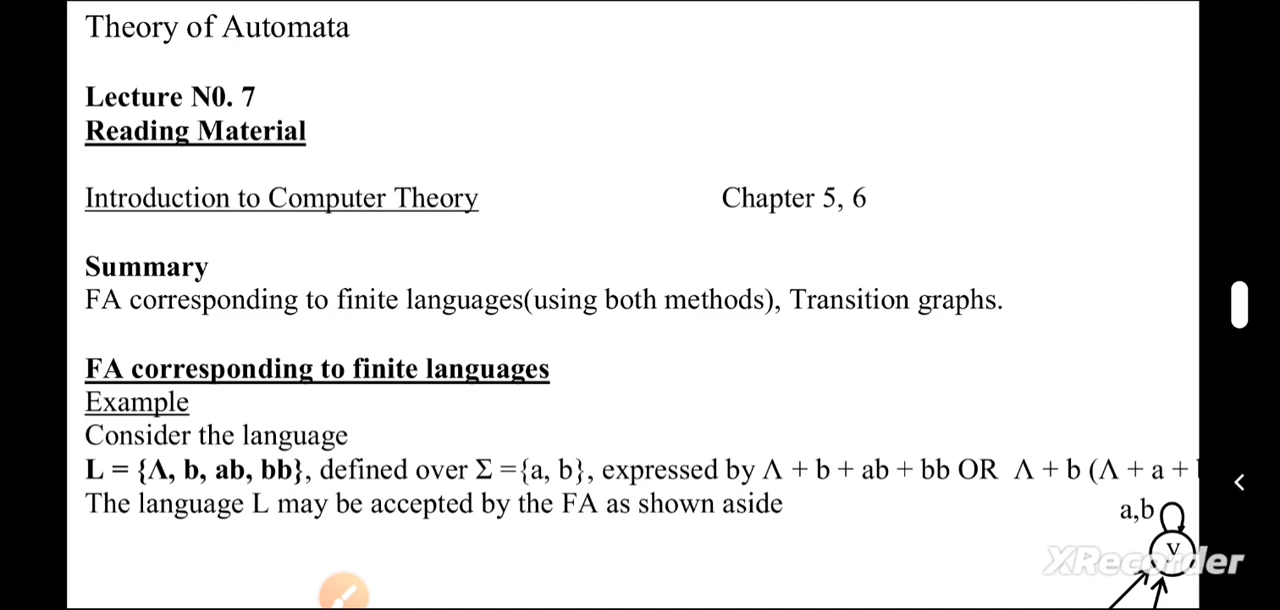 Theory of Automata
Lecture N0. 7
Reading Material
Introduction to Computer Theory Chapter 5, 6
Summary
FA corresponding to finite languages(using both methods), Transition graphs.
FA corresponding to finite languages
Example
Consider the language
L = {Λ, b, ab, bb}, defined over Σ ={a, b}, expressed by Λ + b + ab + bb OR Λ + b (Λ + a +
The language L may be accepted by the FA as shown aside
a,b
v
XRecorder